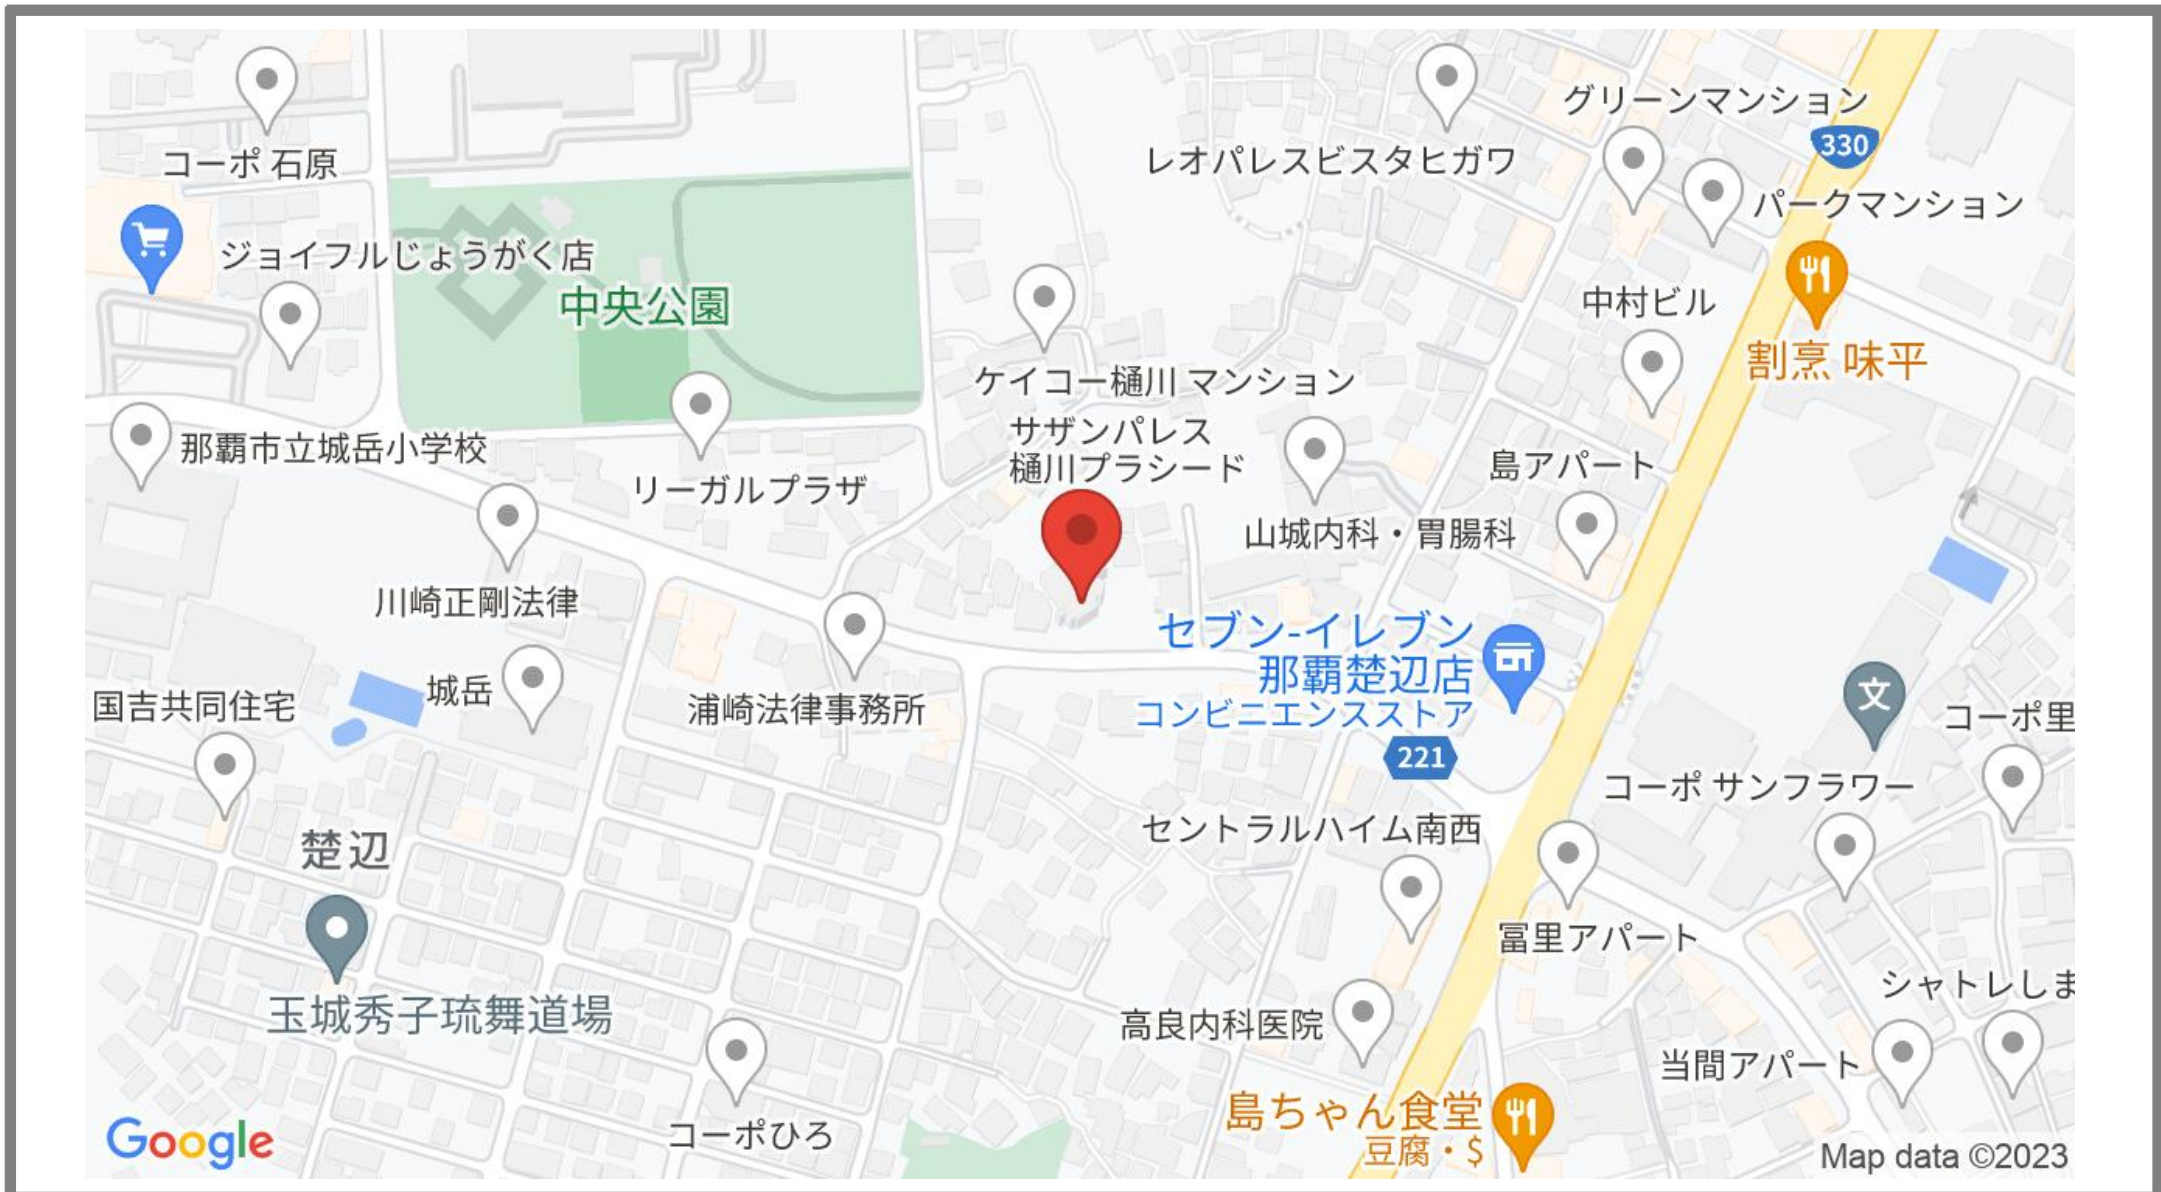 コーポ 石原
グリーンマンション
330
レオパレスビスタヒガワ
パークマンション
ジョイフルじょうがく店
中央公園
中村ビル
割烹 味平
ケイコー樋川 マンション
サザンパレス
樋川プラシード
那覇市立城岳小学校
リーガルプラザ
島アパート
山城内科・胃腸科
川崎正剛法律
セブン-イレブン
那覇楚辺店
コンビニエンスストア
文
城岳
国吉共同住宅
浦崎法律事務所
コーポ里
221
コーポ サンフラワー
セントラルハイム南西
楚辺
冨里アパート
シャトレしま
玉城秀子琉舞道場
高良内科医院
当間アパート
島ちゃん食堂
豆腐・$
コーポひろ
Google
Map data ©2023